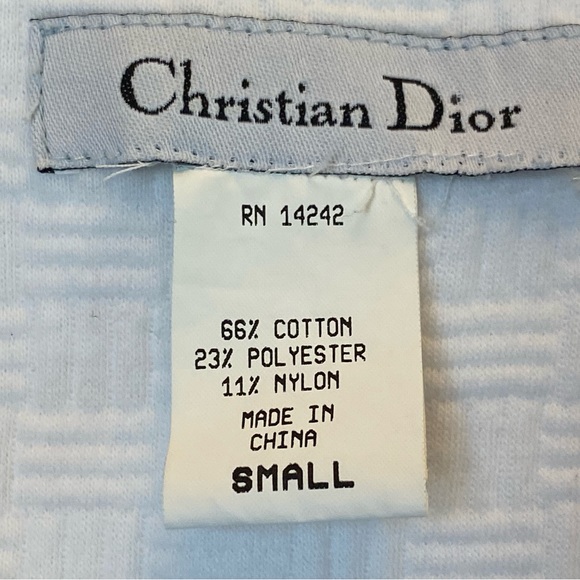 Christian Dior
RN 14242
66% COTTON
23% POLYESTER
11% NYLON
MADE IN
CHINA
SMALL